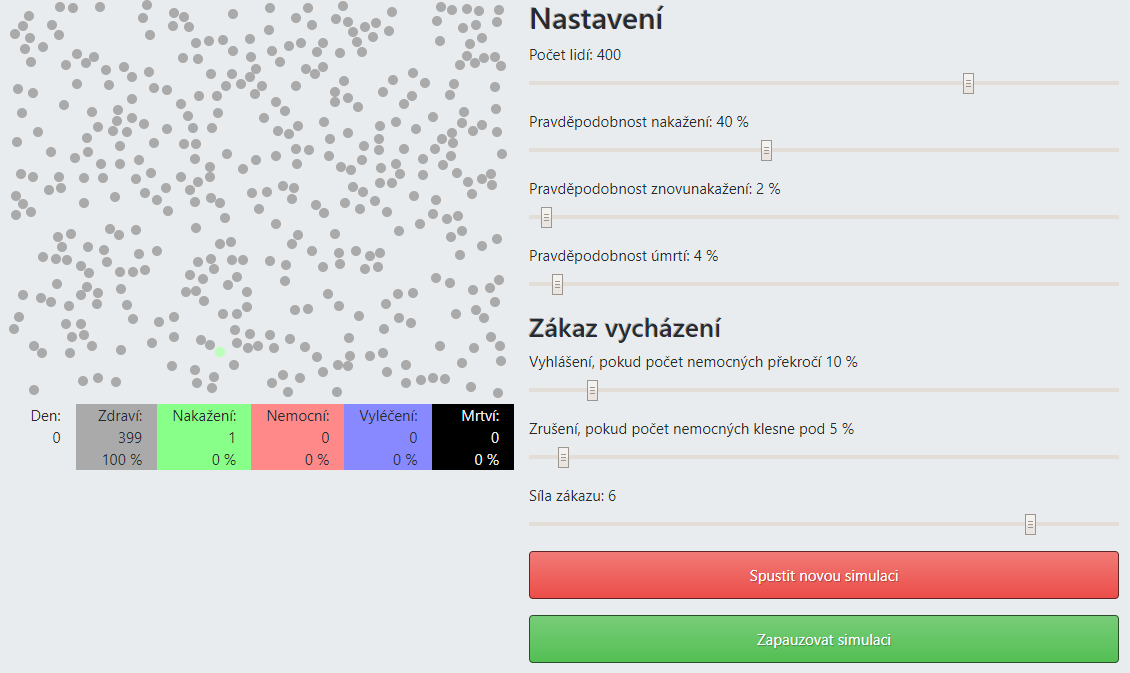 Nastavení
Počet lidí: 400
Pravděpodobnost nakažení: 40 %
Pravděpodobnost znovunakažení: 2 %
Pravděpodobnost úmrtí: 4 %
Zákaz vycházení
Vyhlášení, pokud počet nemocných překročí 10 %
Zrušení, pokud počet nemocných klesne pod 5 %
Síla zákazu: 6
Spustit novou simulaci
Zapauzovat simulaci
Den: Zdraví: Nakažení: Nemocní: Vyléčení: Mrtví:
0 399 1 0 0 0
100 % 0 % 0 % 0 % 0 %